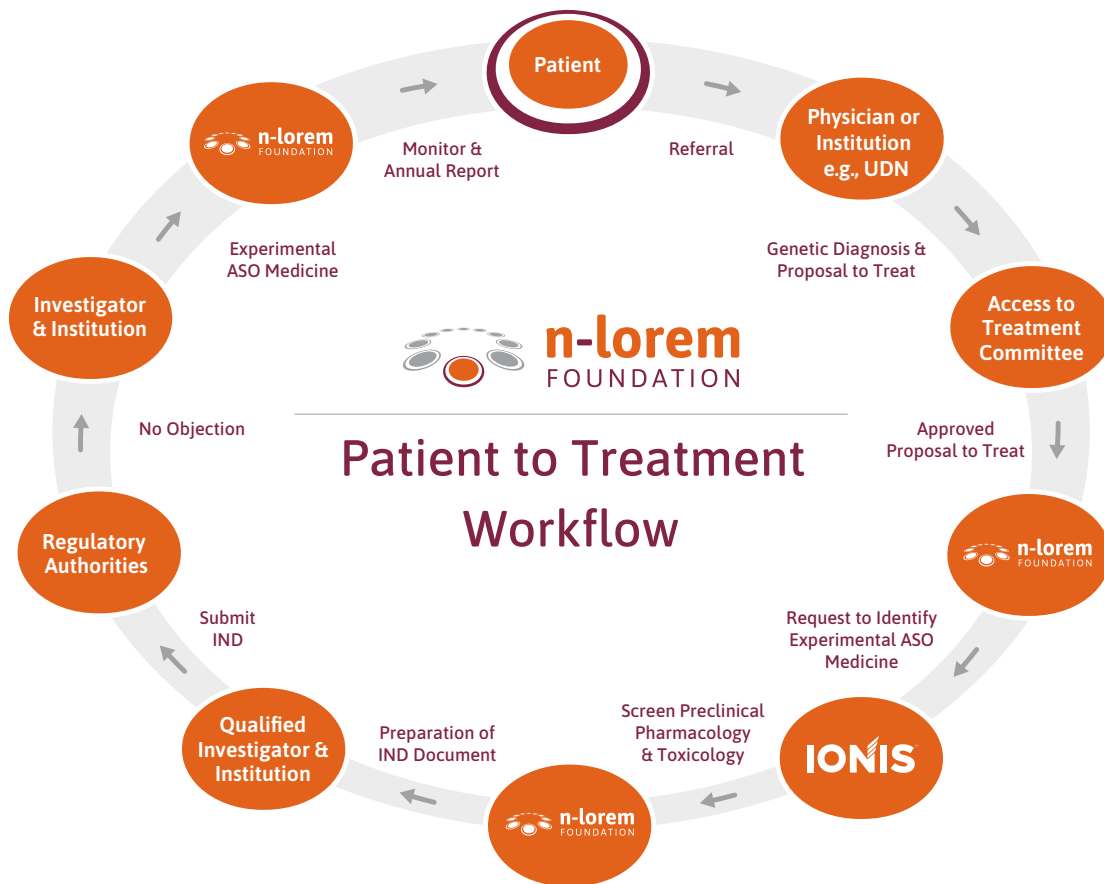 Patient
Referral
Physician or
Institution
e.g., UDN
Genetic Diagnosis &
Proposal to Treat
Access to
Treatment
Committee
Approved
Proposal to Treat
n-lorem
FOUNDATION
Request to Identify
Experimental ASO
Medicine
IONIS
Screen Preclinical
Pharmacology
& Toxicology
n-lorem
FOUNDATION
Preparation of
IND Document
Qualified
Investigator &
Institution
Submit
IND
Regulatory
Authorities
No Objection
Investigator
& Institution
Experimental
ASO Medicine
n-lorem
FOUNDATION
Monitor &
Annual Report
n-lorem
FOUNDATION
Patient to Treatment
Workflow